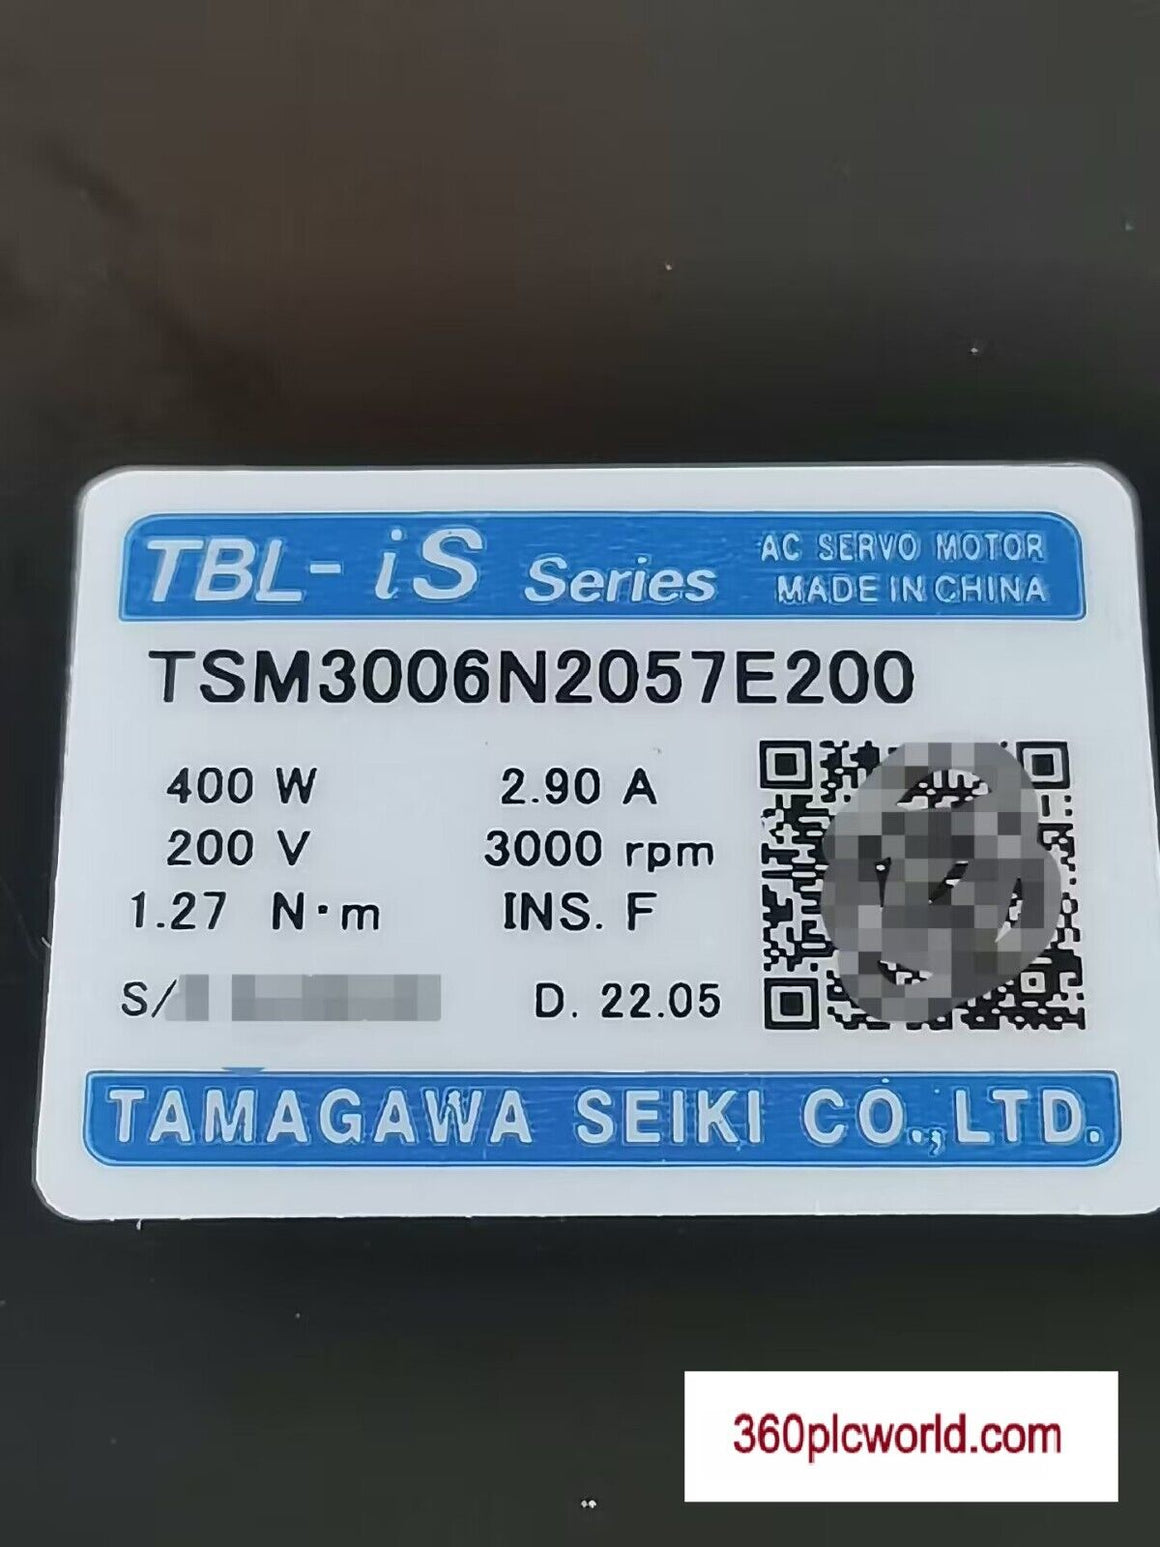 TBL-iS Series
AC SERVO MOTOR
MADE IN CHINA
TSM3006N2057E200
400 W 2.90 A
200 V 3000 rpm
1.27 N·m INS. F
S/ D. 22.05
TAMAGAWA SEIKI CO.,LTD.
360plcworld.com